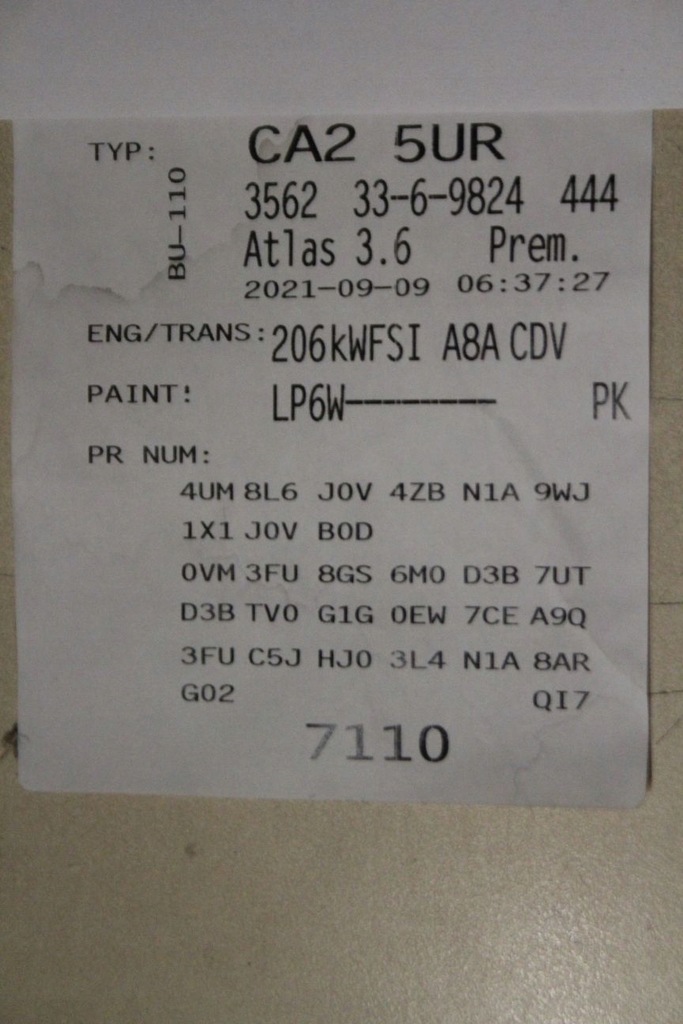 TYP: CA2 5UR
BU-110
3562 33-6-9824 444
Atlas 3.6 Prem.
2021-09-09 06:37:27
ENG/TRANS: 206kWFSI A8A CDV
PAINT: LP6W--------- PK
PR NUM:
4UM 8L6 J0V 4ZB N1A 9WJ
1X1 J0V B0D
0VM 3FU 8GS 6M0 D3B 7UT
D3B TV0 G1G 0EW 7CE A9Q
3FU C5J HJ0 3L4 N1A 8AR
G02 QI7
7110